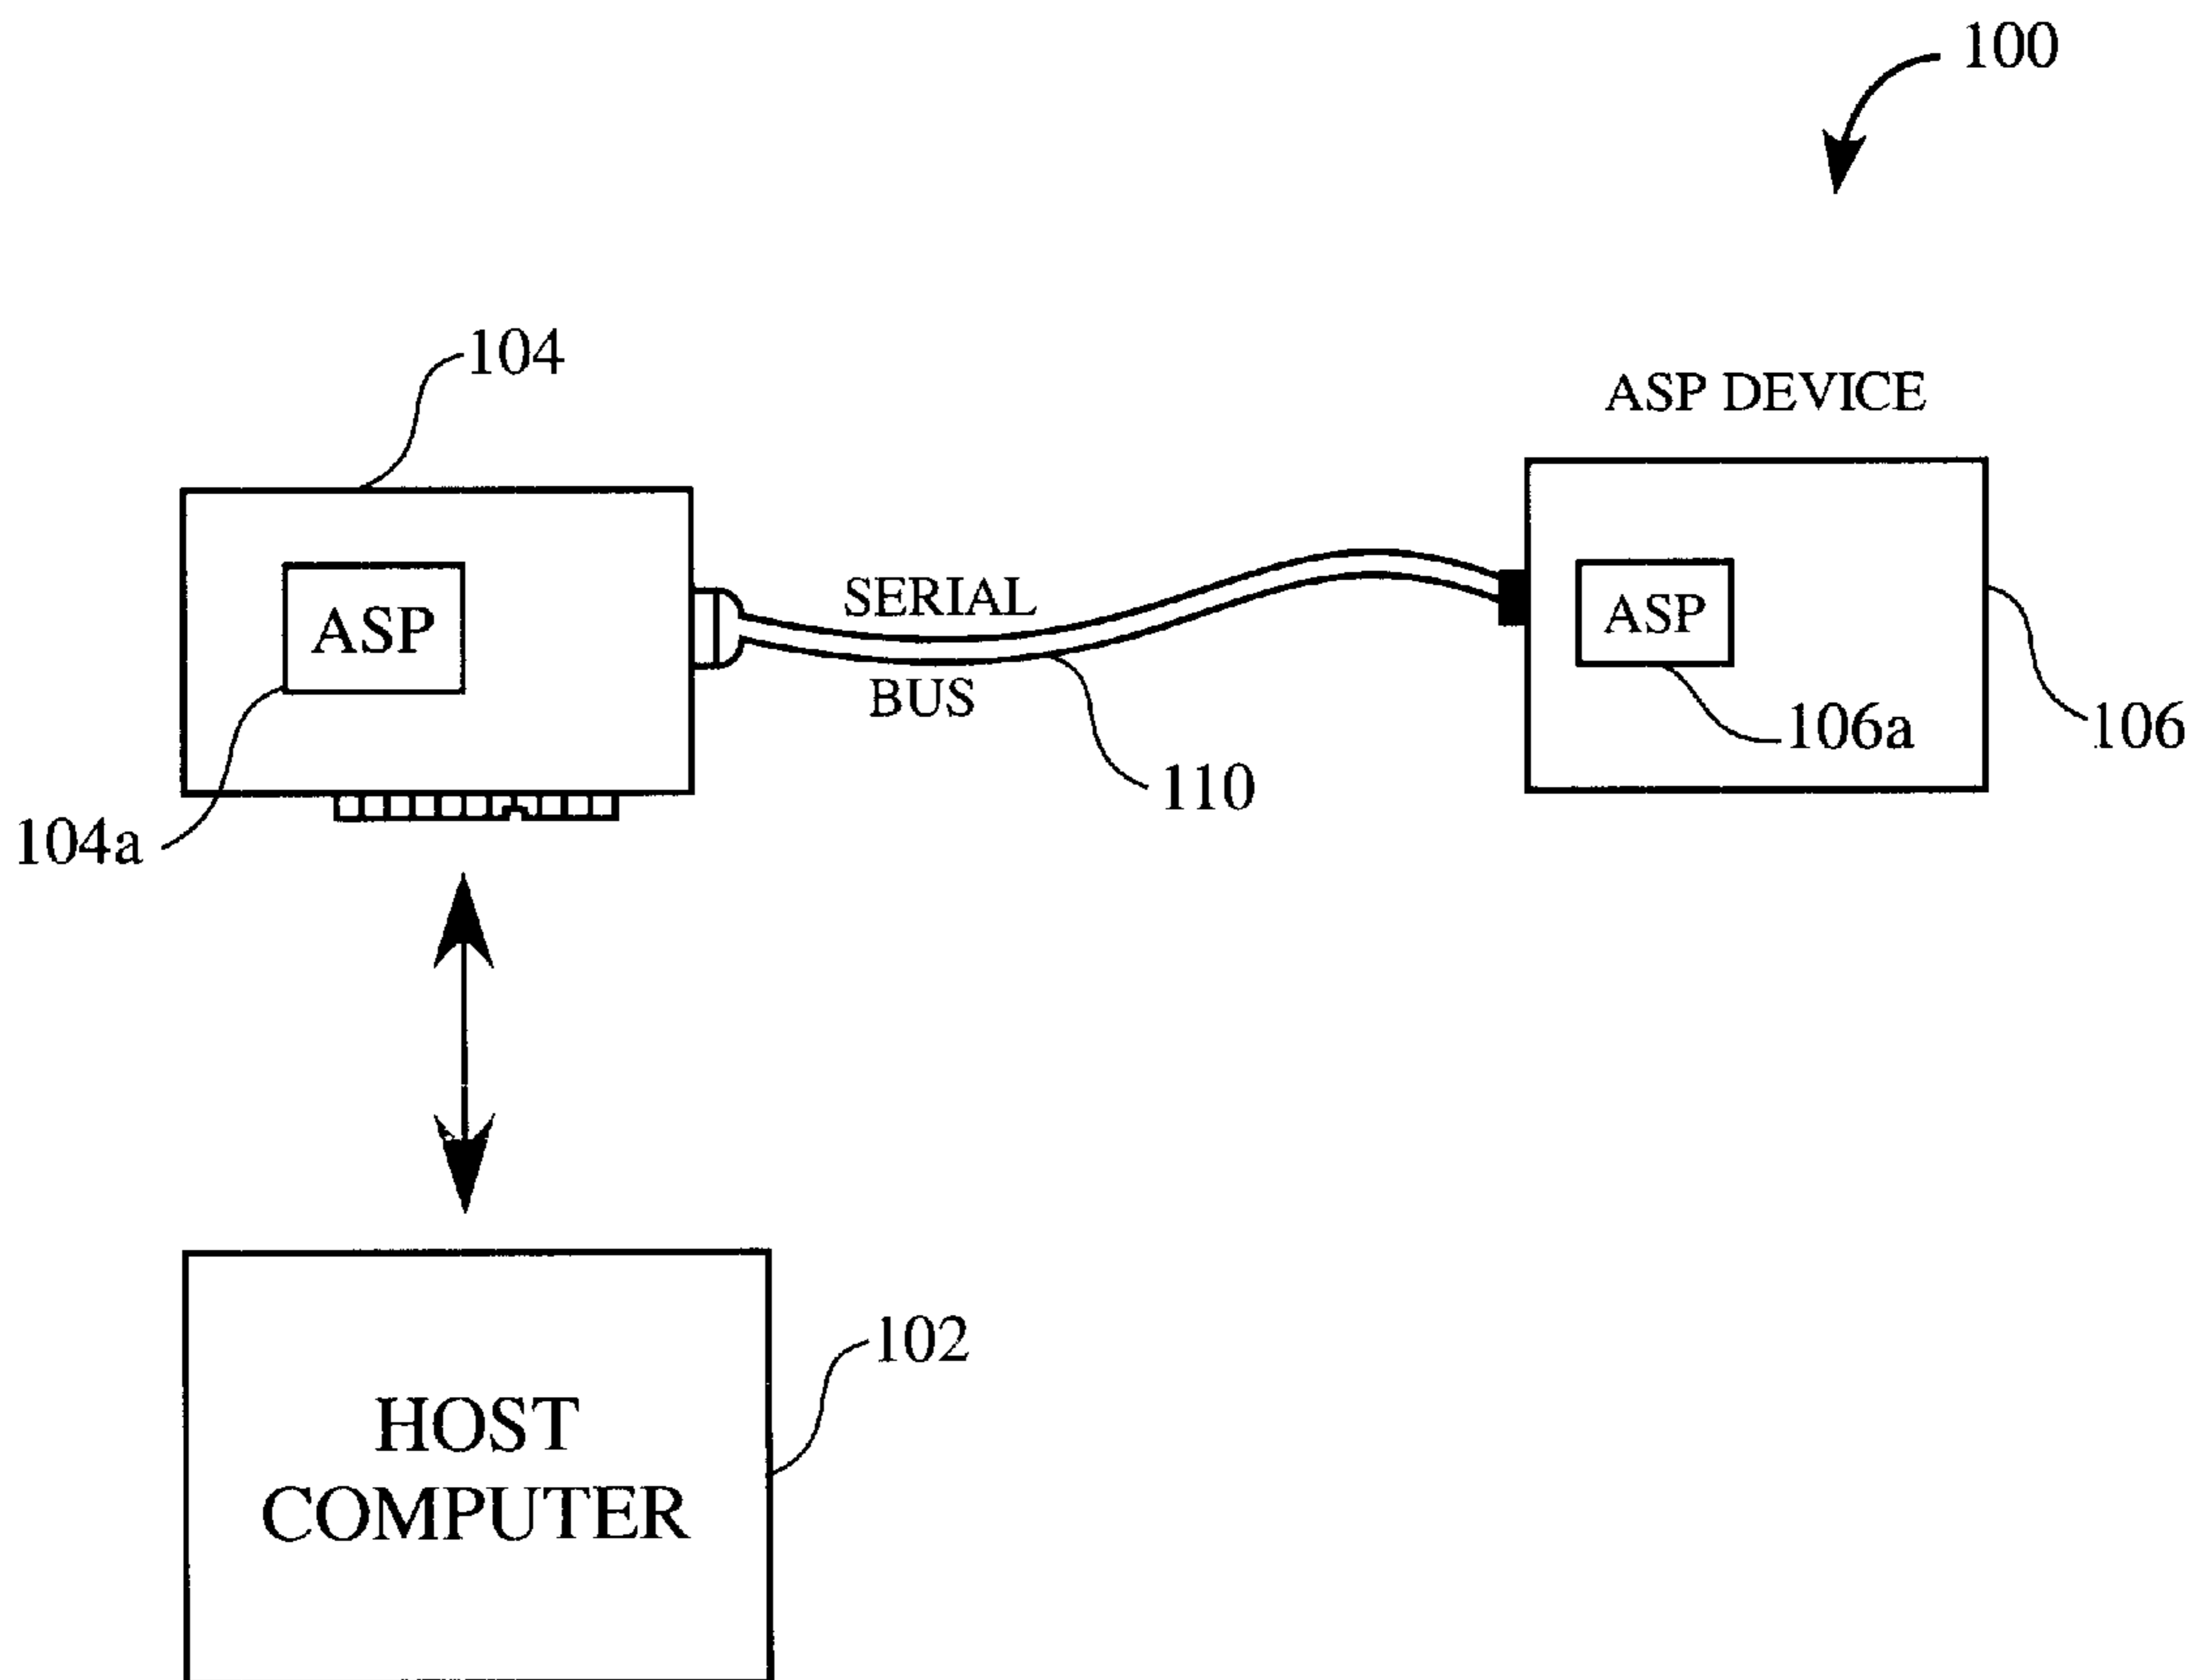 100
104
ASP DEVICE
ASP
SERIAL
BUS
ASP
106a
106
110
104a
102
HOST
COMPUTER